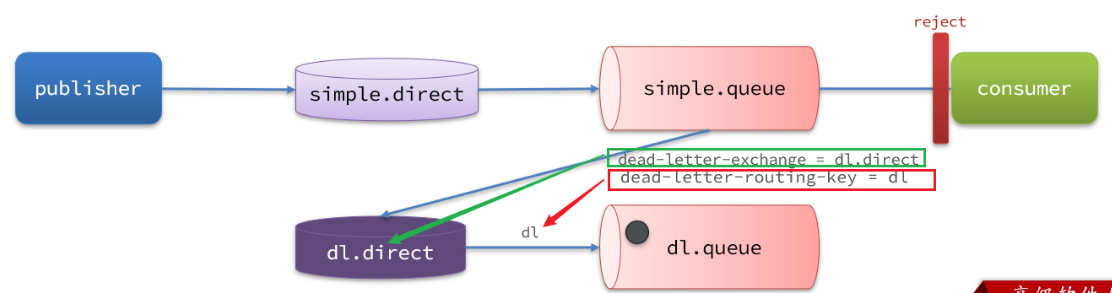 reject
publisher
simple.direct
simple.queue
consumer
dead-letter-exchange = dl.direct
dead-letter-routing-key = dl
dl
dl.direct
dl.queue